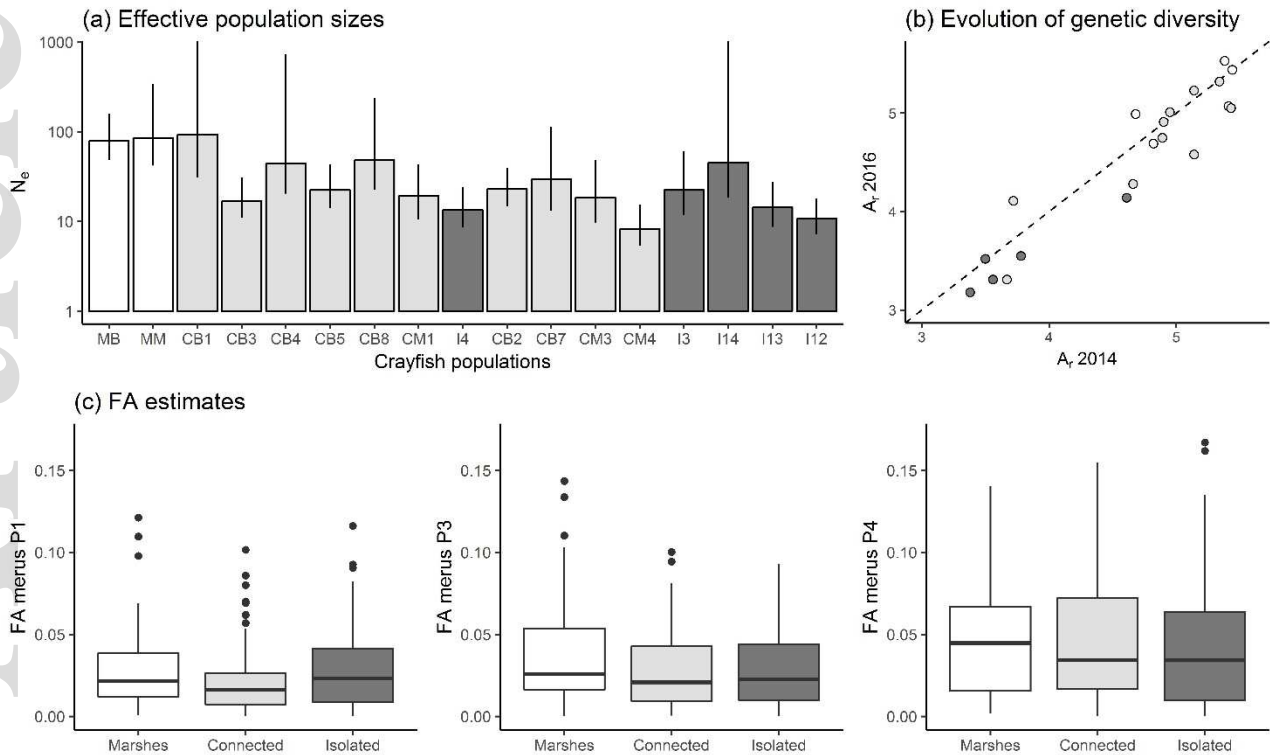 (a) Effective population sizes
1000
100
10
1
Nₑ
MB MM CB1 CB3 CB4 CB5 CB8 CM1 I4 CB2 CB7 CM3 CM4 I3 I14 I13 I12
Crayfish populations
(b) Evolution of genetic diversity
5
4
3
Aᵣ 2016
3 4 5
Aᵣ 2014
(c) FA estimates
0.15
0.10
0.05
0.00
FA merus P1
Marshes Connected Isolated
0.15
0.10
0.05
0.00
FA merus P3
Marshes Connected Isolated
0.15
0.10
0.05
0.00
FA merus P4
Marshes Connected Isolated